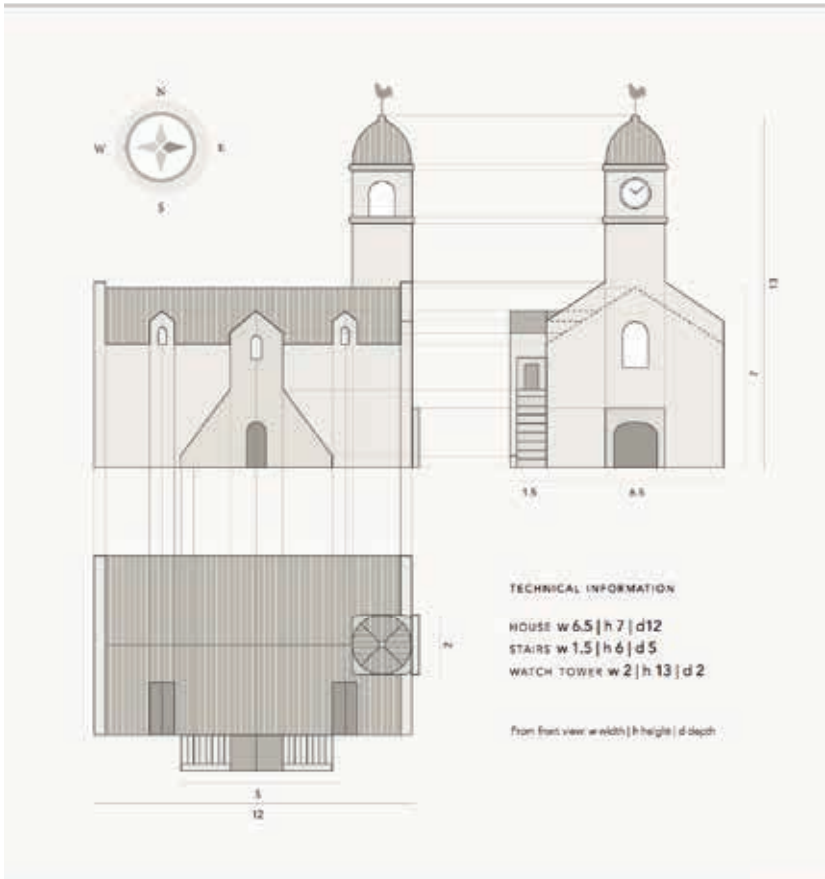 N
W E
S
13
7
1.5 6.5
2
5
12
TECHNICAL INFORMATION
HOUSE w 6.5 | h 7 | d12
STAIRS w 1.5 | h 6 | d 5
WATCH TOWER w 2 | h 13 | d 2
From front view: w width | h height | d depth